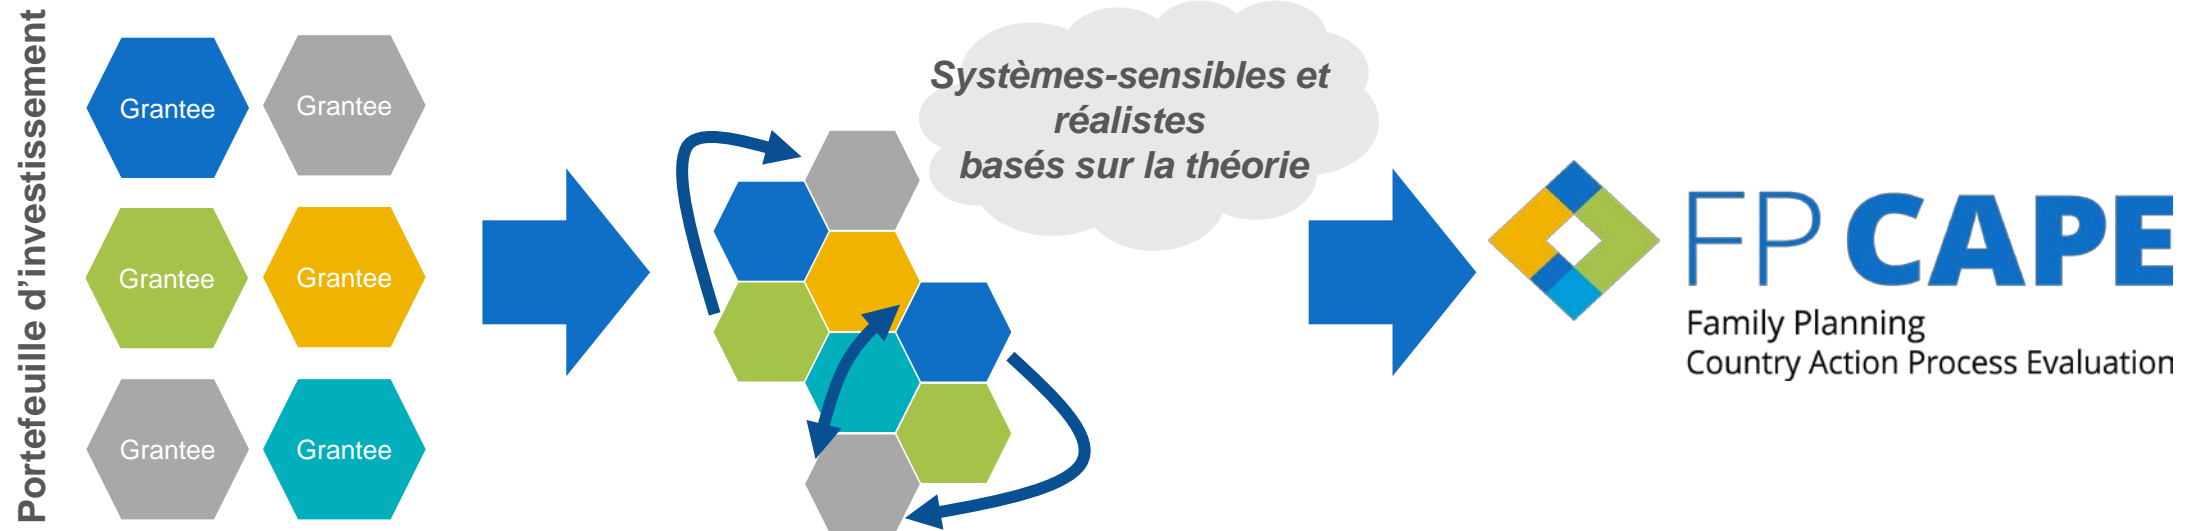 Portefeuille d’investissement
Grantee
Grantee
Grantee
Grantee
Grantee
Grantee
Systèmes-sensibles et
réalistes
basés sur la théorie
FP CAPE
Family Planning
Country Action Process Evaluation